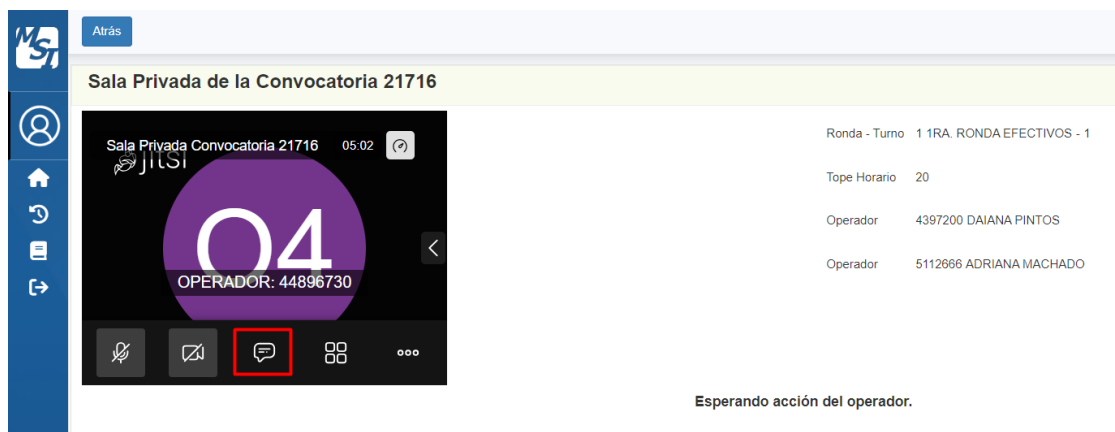 MST
Atrás
Sala Privada de la Convocatoria 21716
Sala Privada Convocatoria 21716 05:02
jitsi
O4
OPERADOR: 44896730
Ronda - Turno 1 1RA. RONDA EFECTIVOS - 1
Tope Horario 20
Operador 4397200 DAIANA PINTOS
Operador 5112666 ADRIANA MACHADO
Esperando acción del operador.